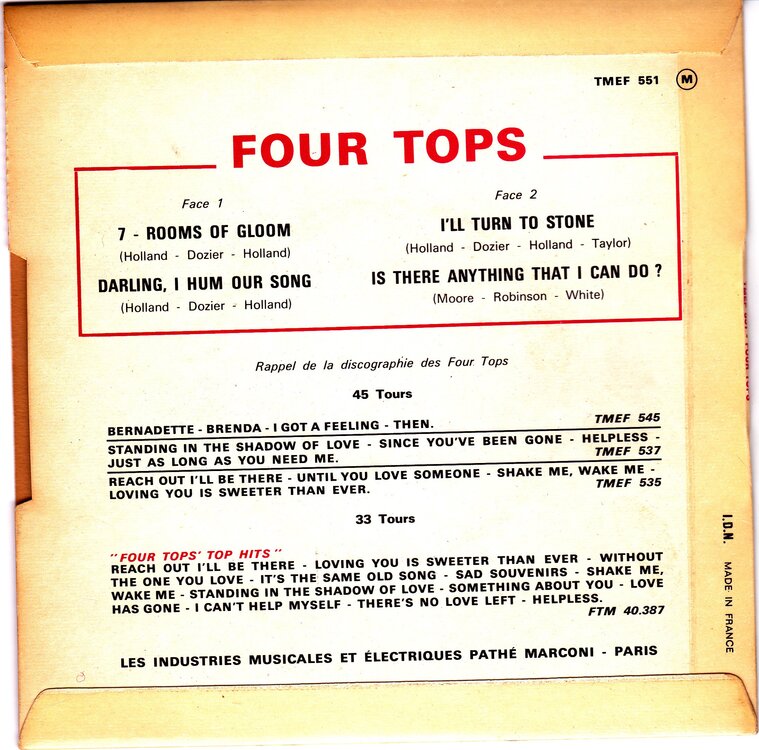 TMEF 551 M
FOUR TOPS
Face 1
7 - ROOMS OF GLOOM
(Holland - Dozier - Holland)
DARLING, I HUM OUR SONG
(Holland - Dozier - Holland)
Face 2
I'LL TURN TO STONE
(Holland - Dozier - Holland - Taylor)
IS THERE ANYTHING THAT I CAN DO ?
(Moore - Robinson - White)
Rappel de la discographie des Four Tops
45 Tours
BERNADETTE - BRENDA - I GOT A FEELING - THEN. TMEF 545
STANDING IN THE SHADOW OF LOVE - SINCE YOU'VE BEEN GONE - HELPLESS -
JUST AS LONG AS YOU NEED ME. TMEF 537
REACH OUT I'LL BE THERE - UNTIL YOU LOVE SOMEONE - SHAKE ME, WAKE ME -
LOVING YOU IS SWEETER THAN EVER. TMEF 535
33 Tours
"FOUR TOPS' TOP HITS"
REACH OUT I'LL BE THERE - LOVING YOU IS SWEETER THAN EVER - WITHOUT
THE ONE YOU LOVE - IT'S THE SAME OLD SONG - SAD SOUVENIRS - SHAKE ME,
WAKE ME - STANDING IN THE SHADOW OF LOVE - SOMETHING ABOUT YOU - LOVE
HAS GONE - I CAN'T HELP MYSELF - THERE'S NO LOVE LEFT - HELPLESS.
FTM 40.387
LES INDUSTRIES MUSICALES ET ÉLECTRIQUES PATHÉ MARCONI - PARIS
I.D.N. MADE IN FRANCE